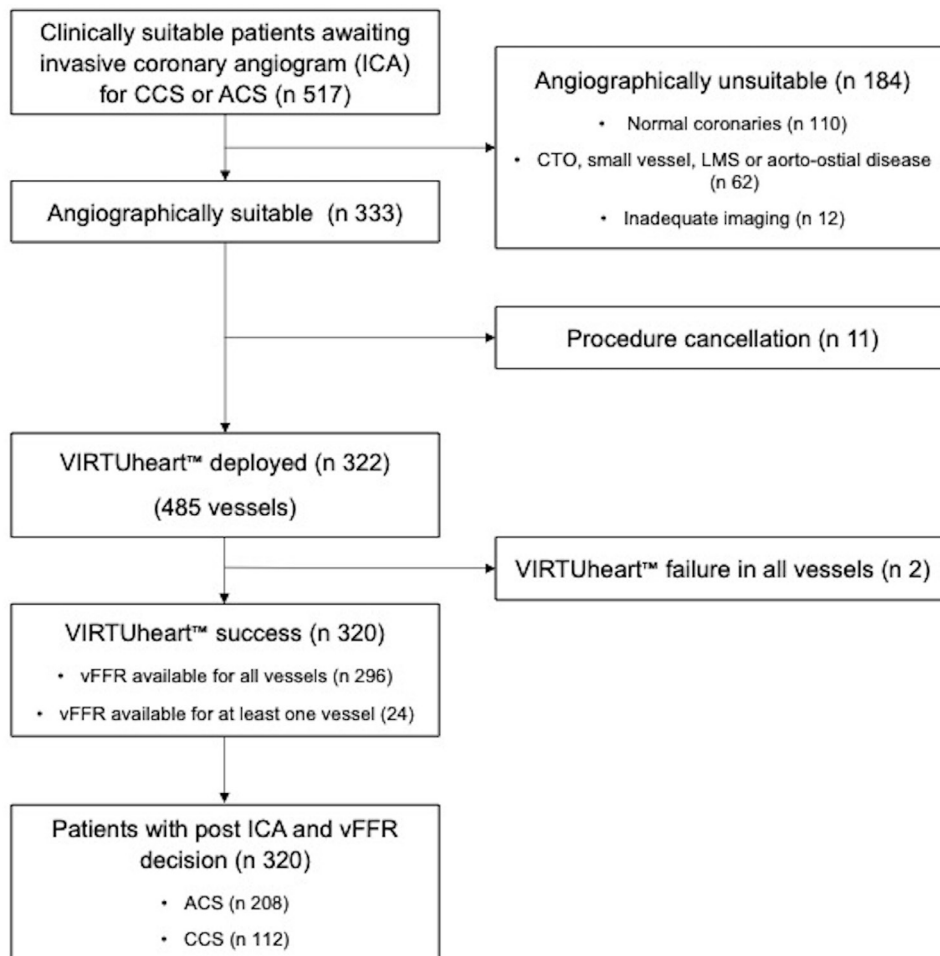 Clinically suitable patients awaiting
invasive coronary angiogram (ICA)
for CCS or ACS (n 517)
Angiographically unsuitable (n 184)
• Normal coronaries (n 110)
• CTO, small vessel, LMS or aorto-ostial disease
(n 62)
• Inadequate imaging (n 12)
Angiographically suitable (n 333)
Procedure cancellation (n 11)
VIRTUheart™ deployed (n 322)
(485 vessels)
VIRTUheart™ failure in all vessels (n 2)
VIRTUheart™ success (n 320)
• vFFR available for all vessels (n 296)
• vFFR available for at least one vessel (24)
Patients with post ICA and vFFR
decision (n 320)
• ACS (n 208)
• CCS (n 112)